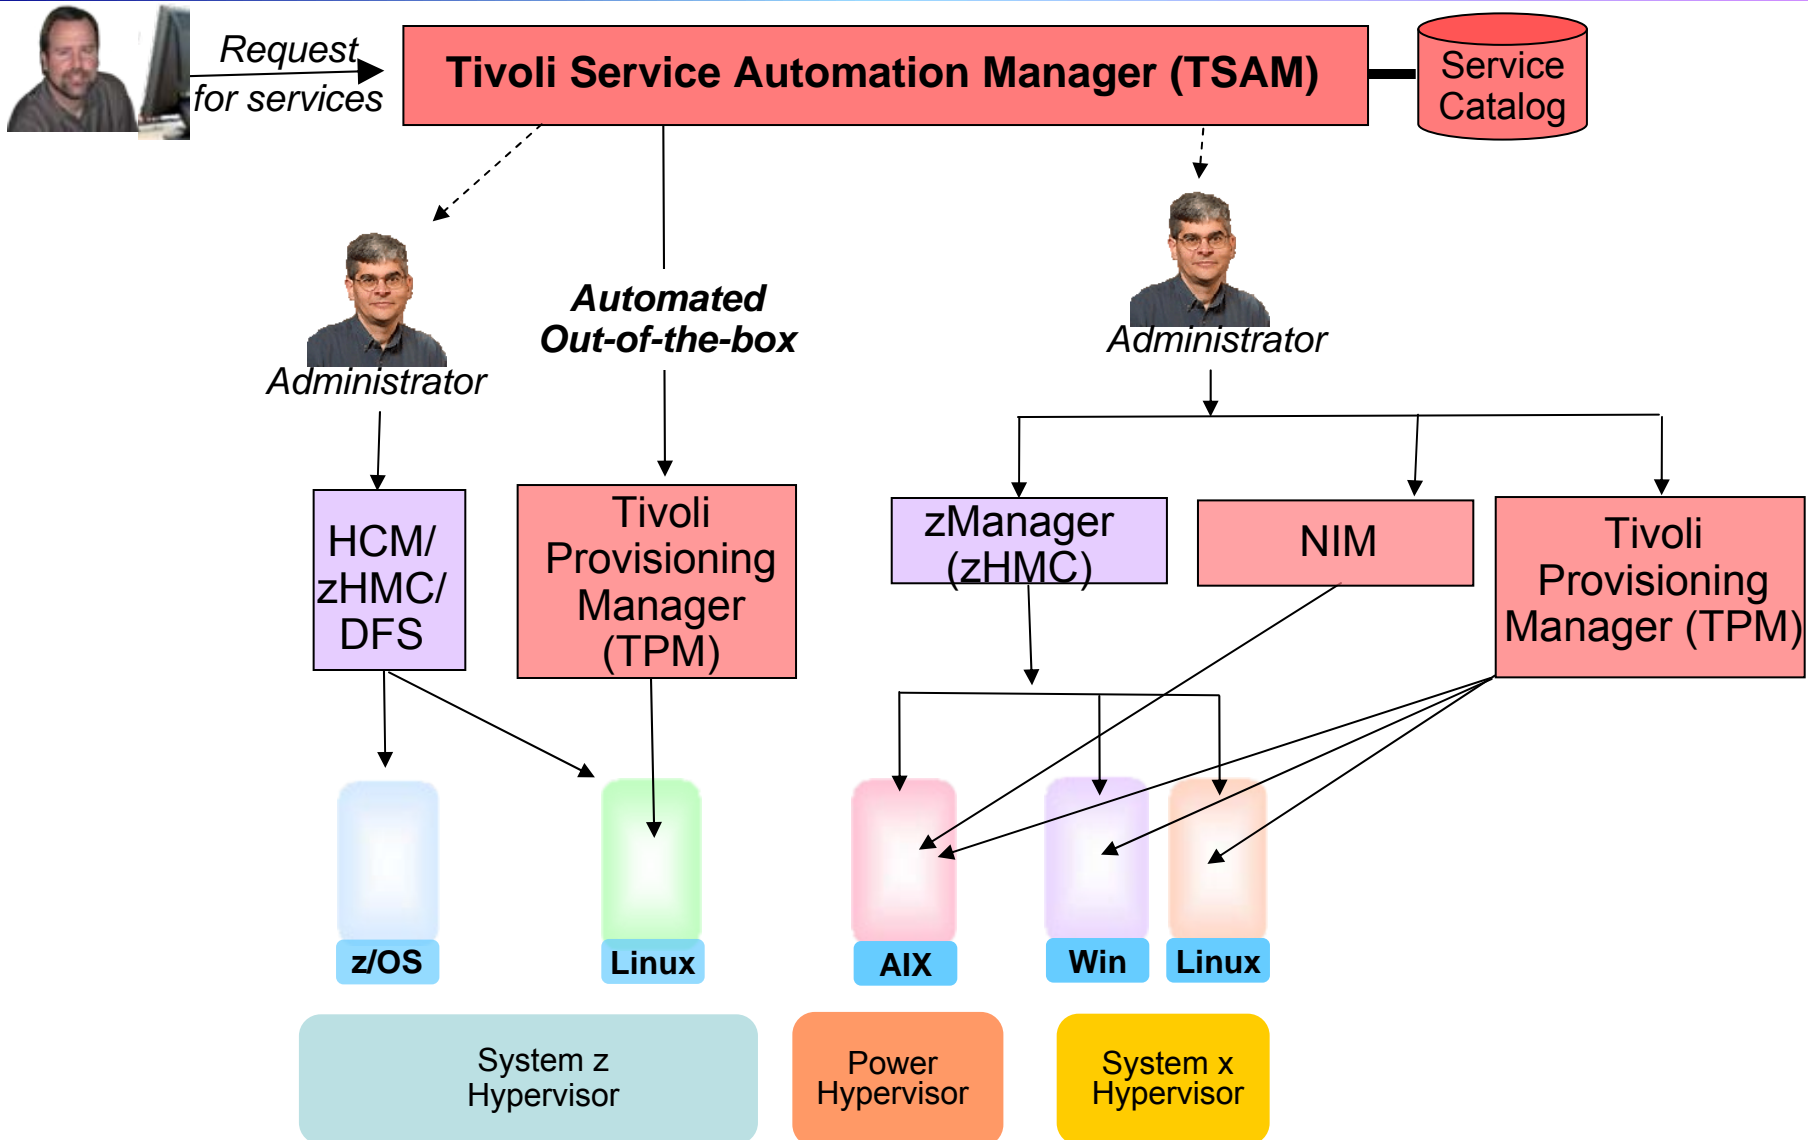 Request
for services
Tivoli Service Automation Manager (TSAM)
Service
Catalog
Automated
Out-of-the-box
Administrator
Administrator
HCM/
zHMC/
DFS
Tivoli
Provisioning
Manager
(TPM)
zManager
(zHMC)
NIM
Tivoli
Provisioning
Manager (TPM)
z/OS
Linux
AIX
Win
Linux
System z
Hypervisor
Power
Hypervisor
System x
Hypervisor